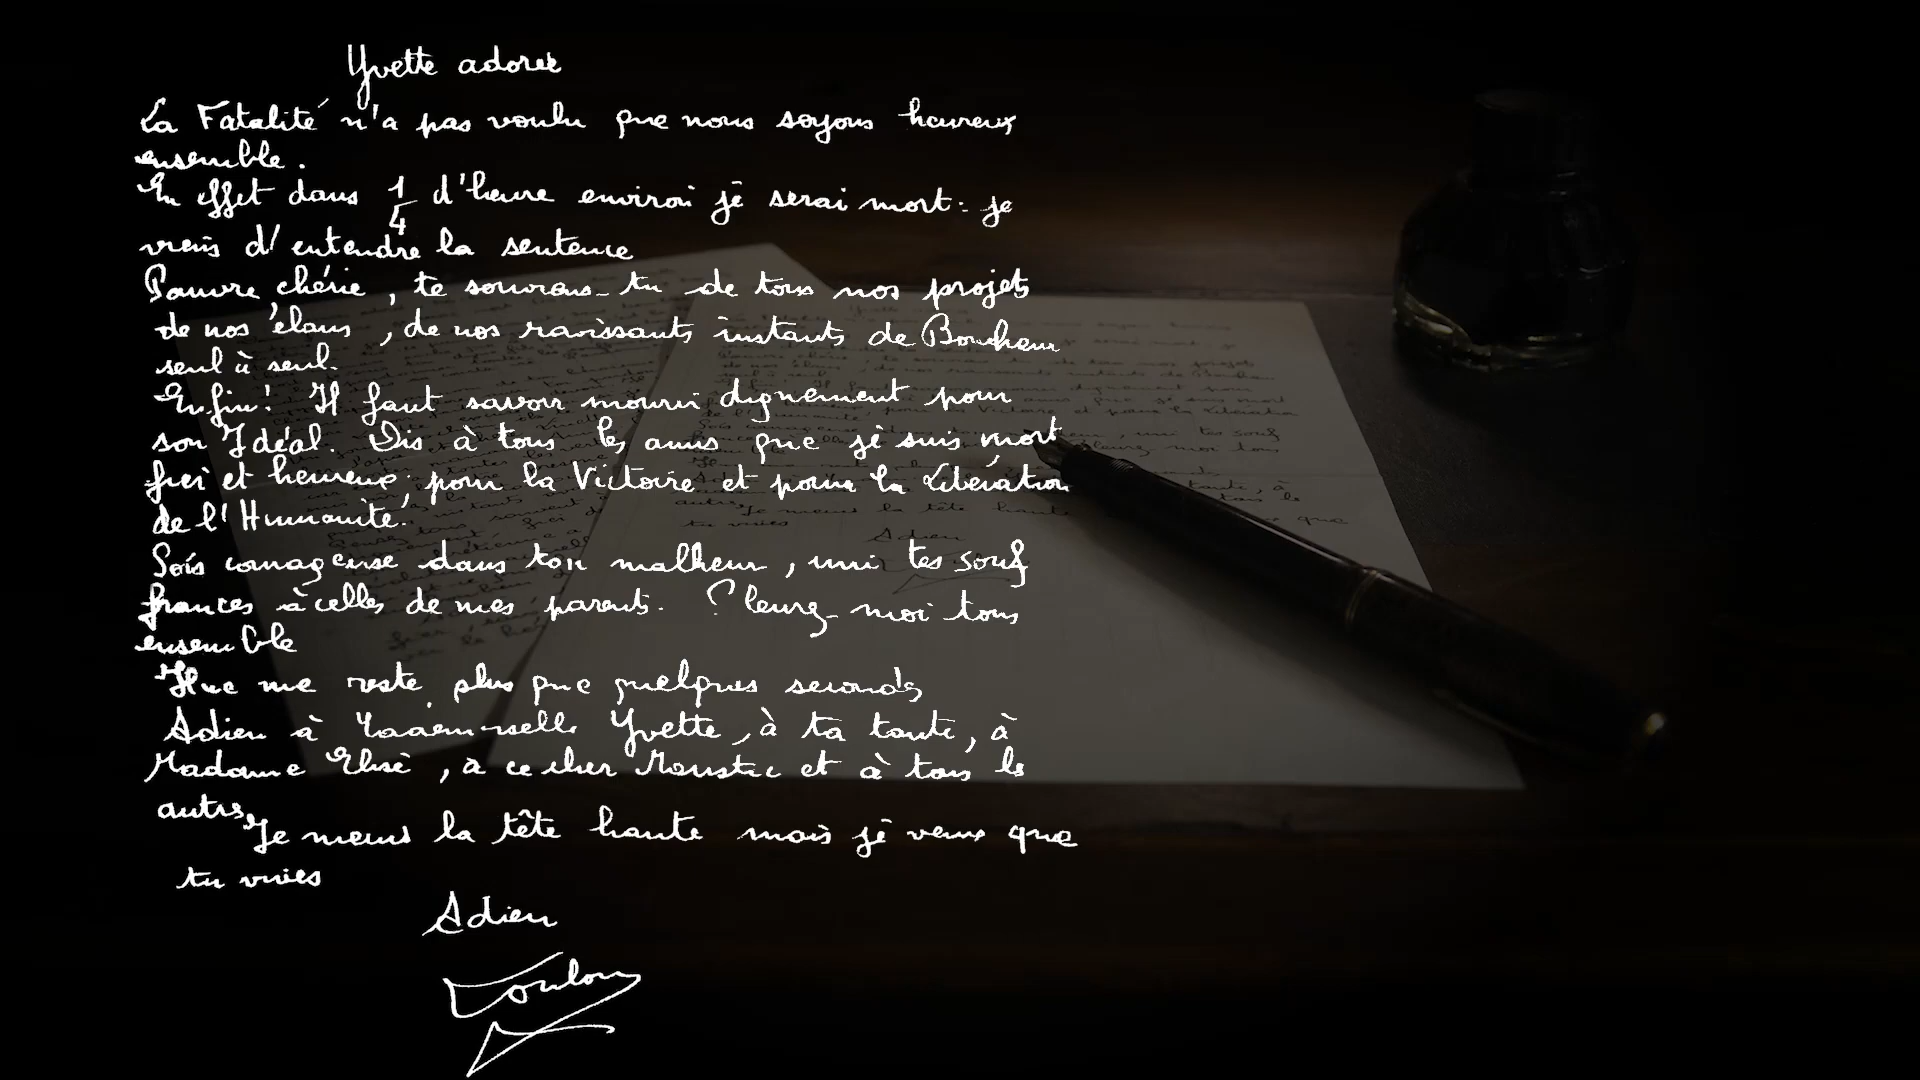 Yvette adorée
La Fatalité n'a pas voulu que nous soyons heureux
ensemble.
En effet dans 1/4 d'heure environ je serai mort : je
viens d'entendre la sentence
Pauvre chérie, te souviens-tu de tous nos projets
de nos élans, de nos ravissants instants de Bonheur
seul à seul.
Enfin! Il faut savoir mourir dignement pour
son Idéal. Dis à tous les amis que je suis mort
fier et heureux, pour la Victoire et pour la Libération
de l'Humanité.
Sois courageuse dans ton malheur, uni tes souf
frances à celles de mes parents. Pleurez-moi tous
ensemble
Il ne me reste plus que quelques secondes
Adieu à Mademoiselle Yvette, à ta tante, à
Madame Elise, à ce cher Moustic et à tous les
autres
Je meurs la tête haute mais je veux que
tu vives
Adieu